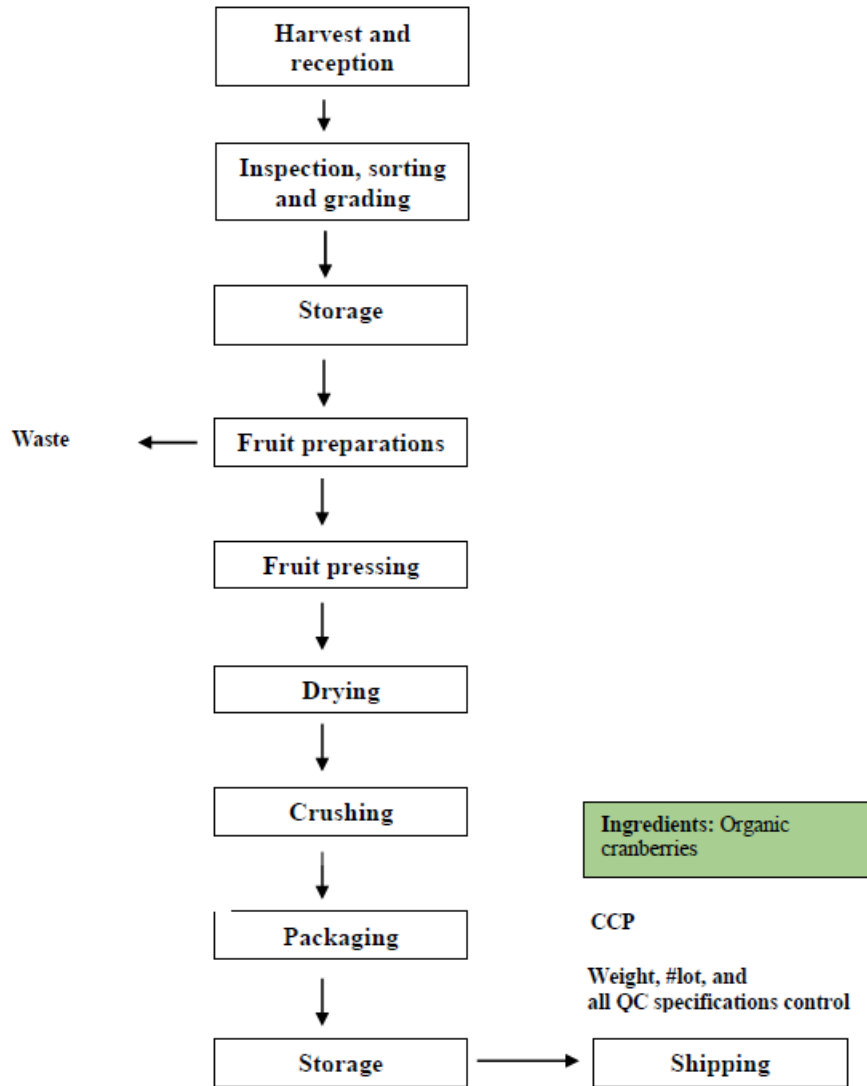 Harvest and
reception
Inspection, sorting
and grading
Storage
Waste
Fruit preparations
Fruit pressing
Drying
Crushing
Ingredients: Organic
cranberries
Packaging
CCP
Weight, #lot, and
all QC specifications control
Storage
Shipping